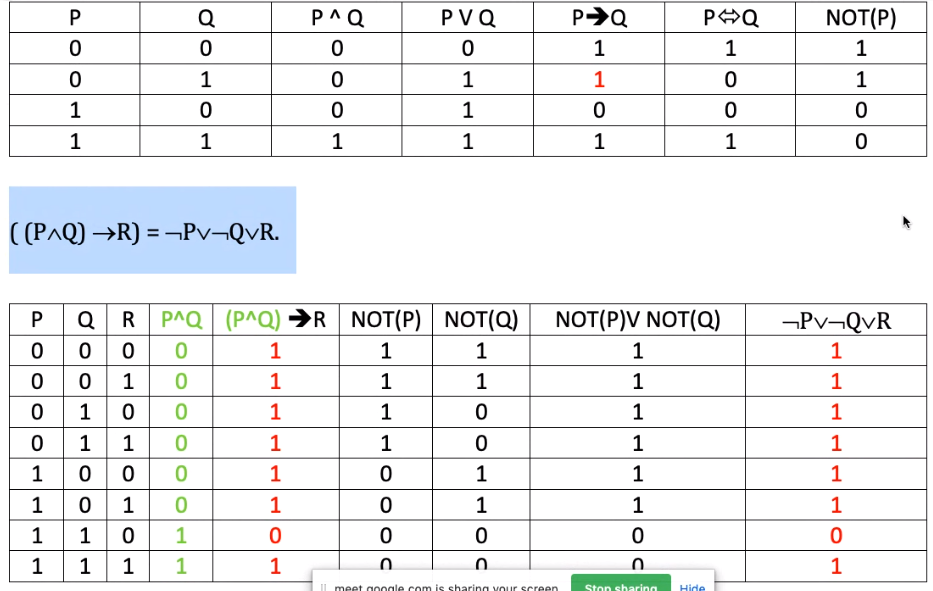 P Q P ^ Q P V Q P➔Q P⇔Q NOT(P)
0 0 0 0 1 1 1
0 1 0 1 1 0 1
1 0 0 1 0 0 0
1 1 1 1 1 1 0
( (P∧Q) →R) = ¬P∨¬Q∨R.
P Q R P^Q (P^Q) ➔R NOT(P) NOT(Q) NOT(P)V NOT(Q) ¬P∨¬Q∨R
0 0 0 0 1 1 1 1 1
0 0 1 0 1 1 1 1 1
0 1 0 0 1 1 0 1 1
0 1 1 0 1 1 0 1 1
1 0 0 0 1 0 1 1 1
1 0 1 0 1 0 1 1 1
1 1 0 1 0 0 0 0 0
1 1 1 1 1 0 0 0 1
meet.google.com is sharing your screen. Stop sharing Hide